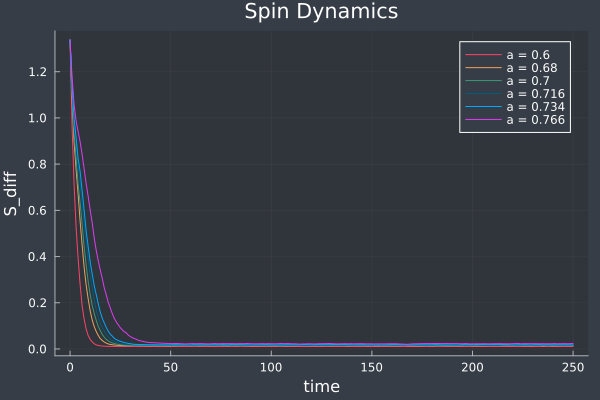 Spin Dynamics
S_diff
1.2
1.0
0.8
0.6
0.4
0.2
0.0
a = 0.6
a = 0.68
a = 0.7
a = 0.716
a = 0.734
a = 0.766
0 50 100 150 200 250
time